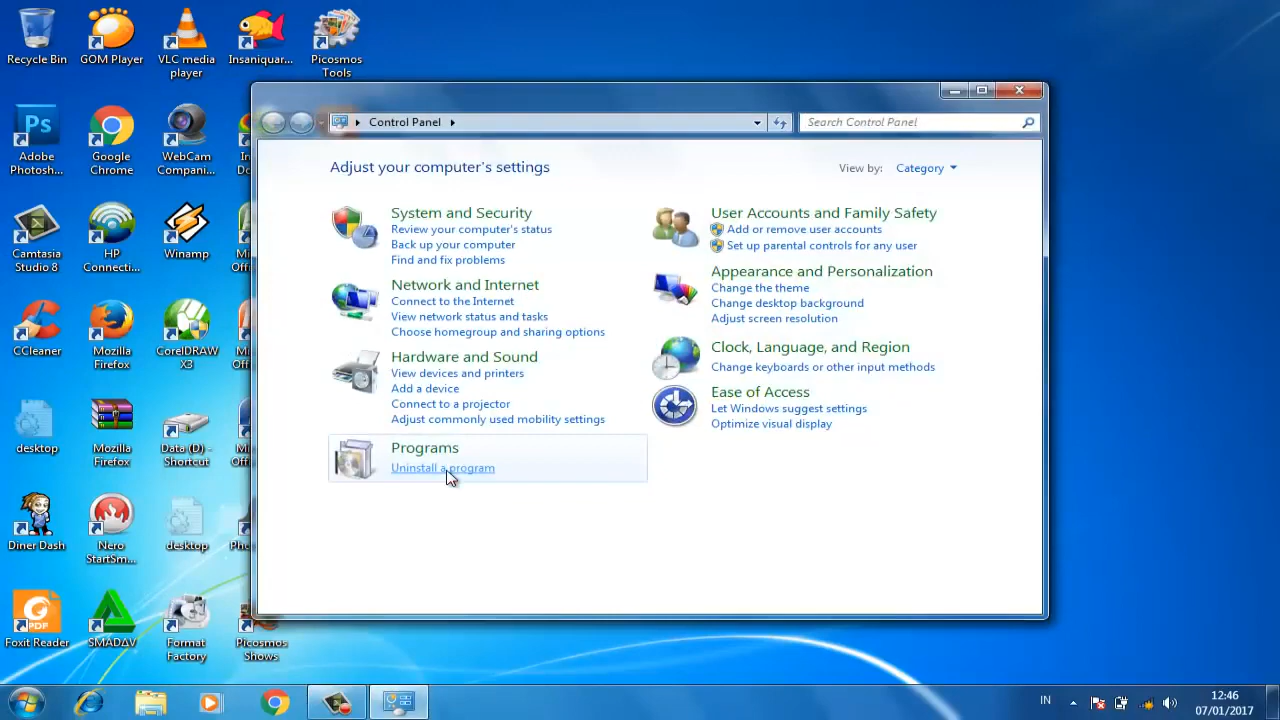 Recycle Bin
GOM Player
VLC media player
Insaniquar...
Picosmos Tools
Adobe Photosh...
Google Chrome
WebCam Compani...
Camtasia Studio 8
HP Connecti...
Winamp
CCleaner
Mozilla Firefox
CorelDRAW X3
desktop
Mozilla Firefox
Data (D) - Shortcut
Diner Dash
Nero StartSm...
desktop
Foxit Reader
SMADΔV
Format Factory
Picosmos Shows
Control Panel
Search Control Panel
Adjust your computer's settings
View by: Category
System and Security
Review your computer's status
Back up your computer
Find and fix problems
Network and Internet
Connect to the Internet
View network status and tasks
Choose homegroup and sharing options
Hardware and Sound
View devices and printers
Add a device
Connect to a projector
Adjust commonly used mobility settings
Programs
Uninstall a program
User Accounts and Family Safety
Add or remove user accounts
Set up parental controls for any user
Appearance and Personalization
Change the theme
Change desktop background
Adjust screen resolution
Clock, Language, and Region
Change keyboards or other input methods
Ease of Access
Let Windows suggest settings
Optimize visual display
IN
12:46
07/01/2017